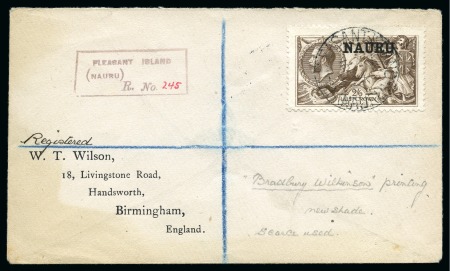 PLEASANT ISLAND
(NAURU)
R. No. 245
NAURU
2/6
HALF CROWN
Registered
W. T. Wilson,
18, Livingstone Road,
Handsworth,
Birmingham,
England.
"Bradbury Wilkinson" printing
new shade.
Scarce used.